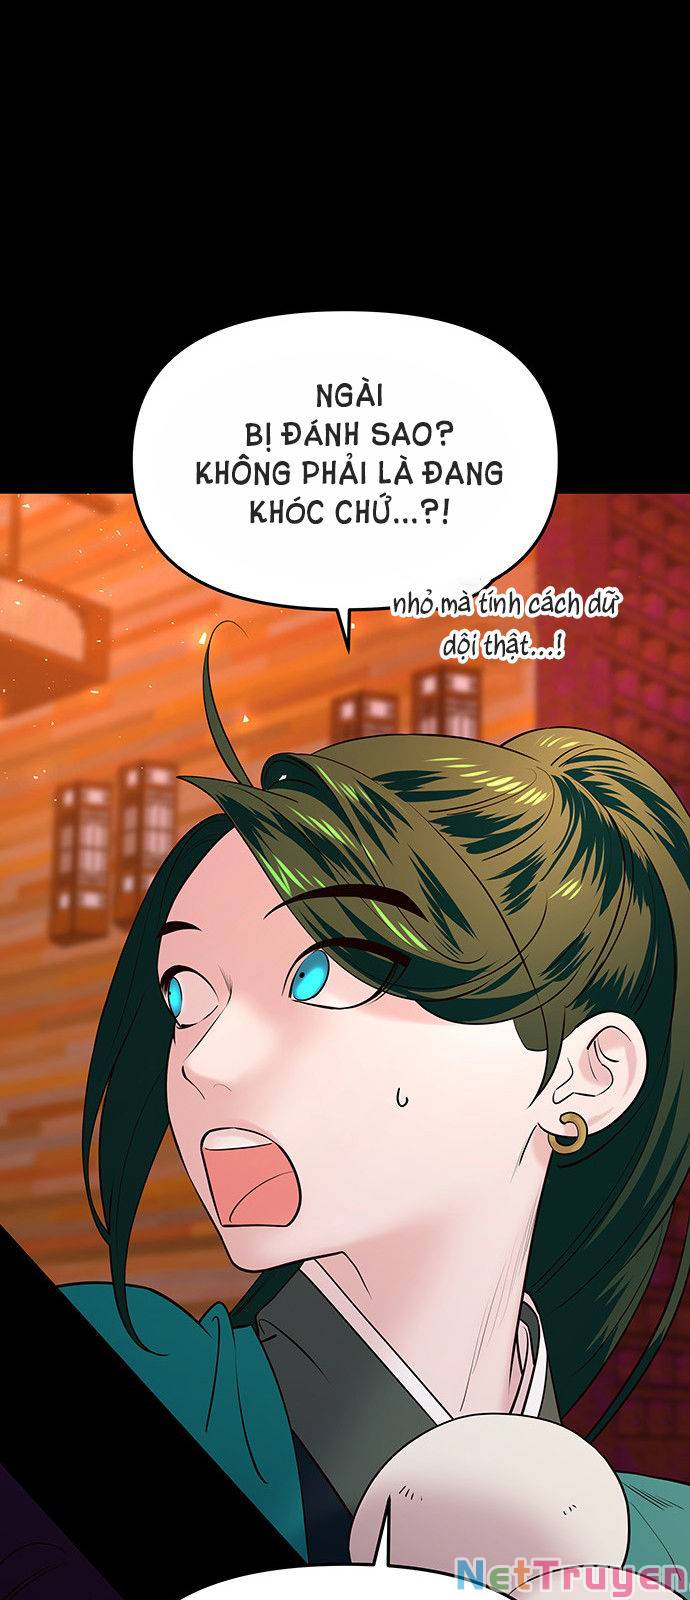 NGÀI
BỊ ĐÁNH SAO?
KHÔNG PHẢI LÀ ĐANG
KHÓC CHỨ...?!
nhỏ mà tính cách dữ
dội thật...!
NetTruyen